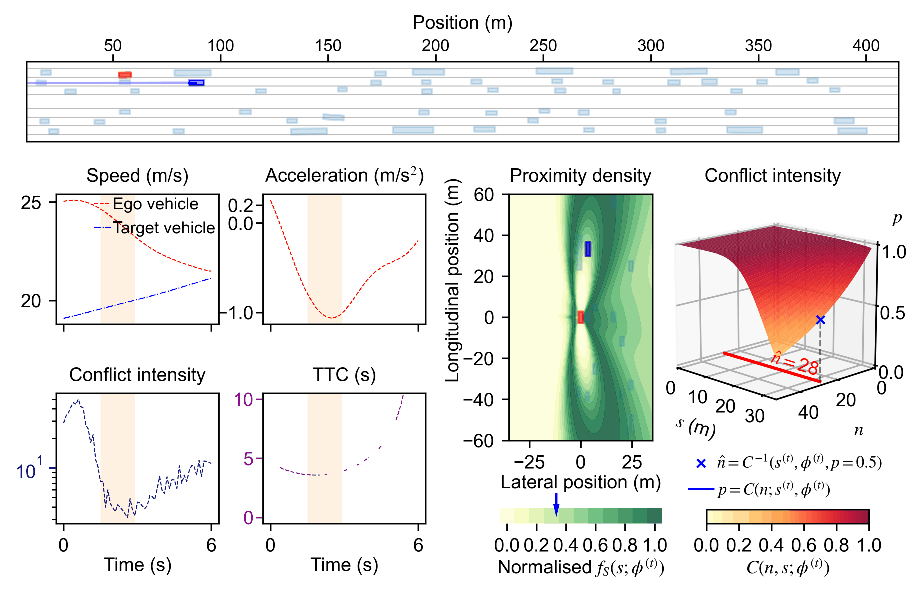 Position (m)
50 100 150 200 250 300 350 400
Speed (m/s)
25
20
Ego vehicle
Target vehicle
Acceleration (m/s²)
0.2
0.0
−1.0
Proximity density
Longitudinal position (m)
60
40
20
0
−20
−40
−60
−25 0 25
Lateral position (m)
0.0 0.2 0.4 0.6 0.8 1.0
Normalised f_S(s; ϕ^(t))
Conflict intensity
p
1.0
0.5
0.0
n̂=28
0 10 20 30
s (m)
40 20 0
n
n̂ = C⁻¹(s^(t), ϕ^(t), p = 0.5)
p = C(n; s^(t), ϕ^(t))
0.0 0.2 0.4 0.6 0.8 1.0
C(n, s; ϕ^(t))
Conflict intensity
10¹
0 6
Time (s)
TTC (s)
10
5
0
0 6
Time (s)